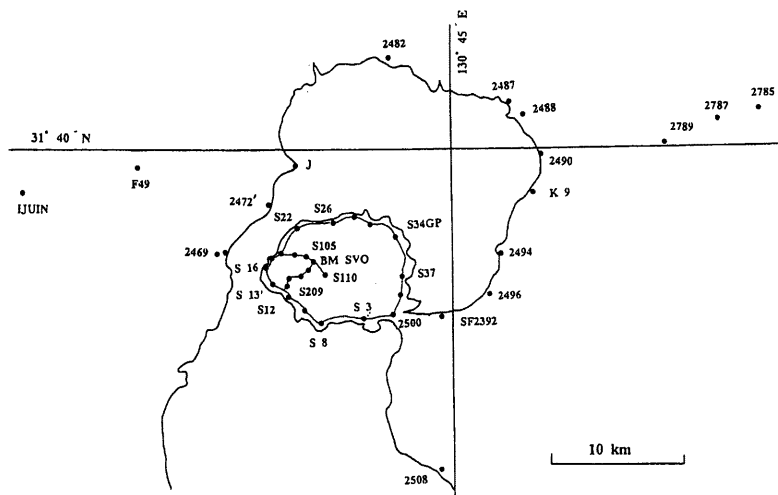 2482
130° 45´ E
2487
2488
2785
2787
2789
31° 40´ N
2490
J
F49
IJUIN
K 9
2472'
S26
S22
S34GP
S105
2469
BM SVO
2494
S 16
S110
S37
S 13'
S209
2496
S12
S 3
2500
SF2392
S 8
10 km
2508